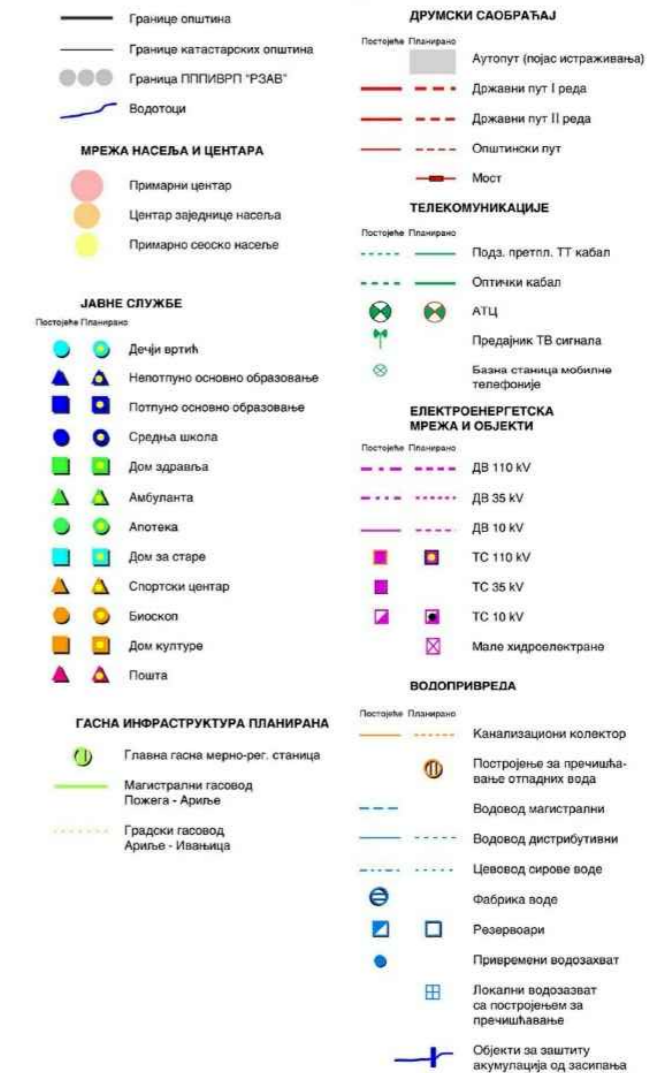 Границе општина
Границе катастарских општина
Граница ПППИВРП "РЗАВ"
Водотоци
МРЕЖА НАСЕЉА И ЦЕНТАРА
Примарни центар
Центар заједнице насеља
Примарно сеоско насеље
ЈАВНЕ СЛУЖБЕ
Постојеће Планирано
Дечји вртић
Непотпуно основно образовање
Потпуно основно образовање
Средња школа
Дом здравља
Амбуланта
Апотека
Дом за старе
Спортски центар
Биоскоп
Дом културе
Пошта
ГАСНА ИНФРАСТРУКТУРА ПЛАНИРАНА
Главна гасна мерно-рег. станица
Магистрални гасовод
Пожега - Ариље
Градски гасовод
Ариље - Ивањица
ДРУМСКИ САОБРАЋАЈ
Постојеће Планирано
Аутопут (појас истраживања)
Државни пут I реда
Државни пут II реда
Општински пут
Мост
ТЕЛЕКОМУНИКАЦИЈЕ
Постојеће Планирано
Подз. претпл. ТТ кабал
Оптички кабал
АТЦ
Предајник ТВ сигнала
Базна станица мобилне
телефоније
ЕЛЕКТРОЕНЕРГЕТСКА
МРЕЖА И ОБЈЕКТИ
Постојеће Планирано
ДВ 110 kV
ДВ 35 kV
ДВ 10 kV
ТС 110 kV
ТС 35 kV
ТС 10 kV
Мале хидроелектране
ВОДОПРИВРЕДА
Постојеће Планирано
Канализациони колектор
Постројење за пречишћа-
вање отпадних вода
Водовод магистрални
Водовод дистрибутивни
Цевовод сирове воде
Фабрика воде
Резервоари
Привремени водозахват
Локални водозазват
са постројењем за
пречишћавање
Објекти за заштиту
акумулација од засипања